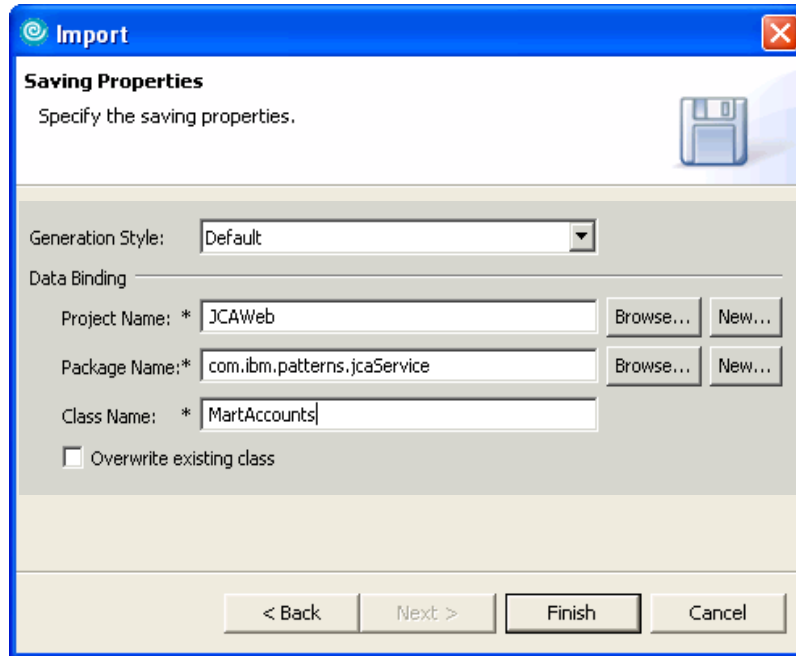 Import
Saving Properties
Specify the saving properties.
Generation Style: Default
Data Binding
Project Name: * JCAWeb Browse... New...
Package Name:* com.ibm.patterns.jcaService Browse... New...
Class Name: * MartAccounts
Overwrite existing class
< Back Next > Finish Cancel